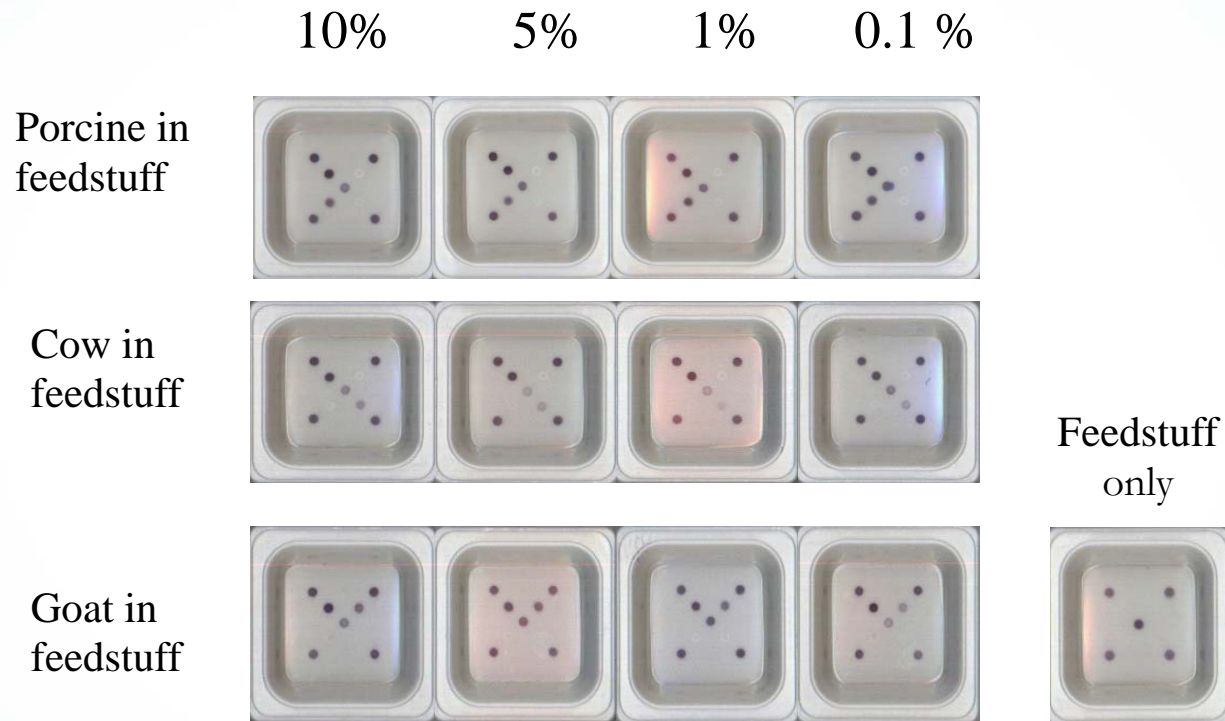 10% 5% 1% 0.1 %
Porcine in
feedstuff
Cow in
feedstuff
Feedstuff
only
Goat in
feedstuff